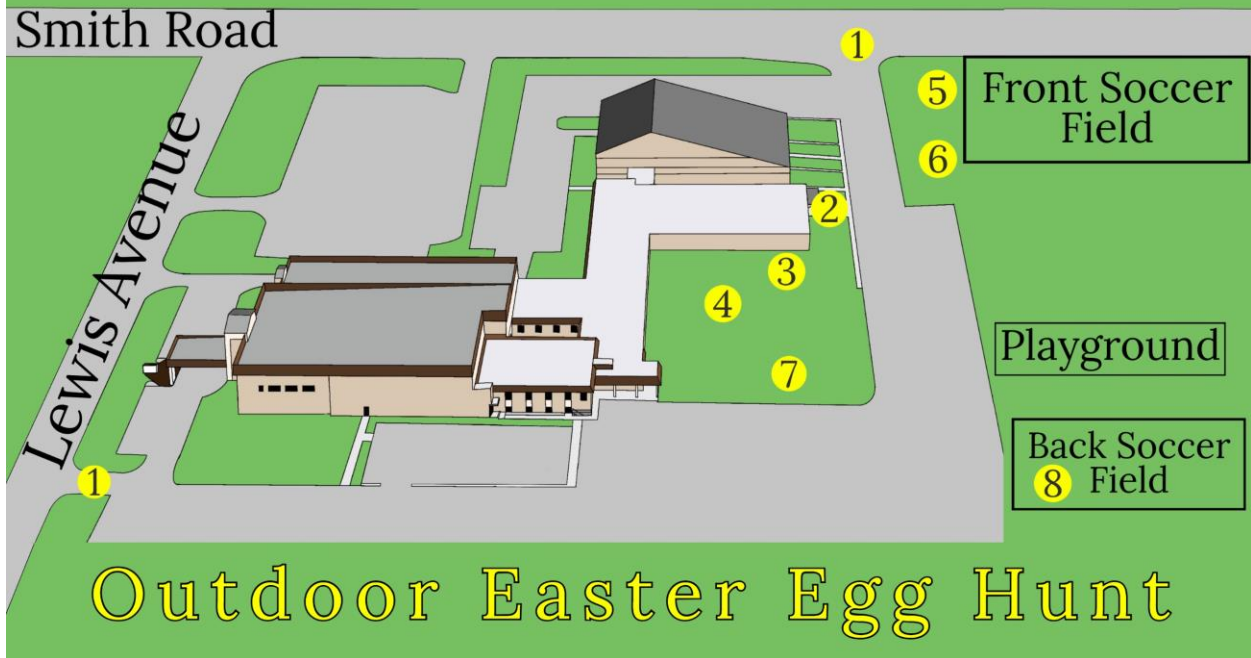 Smith Road
1
Front Soccer
Field
5
6
2
3
4
Lewis Avenue
Playground
7
Back Soccer
8 Field
1
Outdoor Easter Egg Hunt